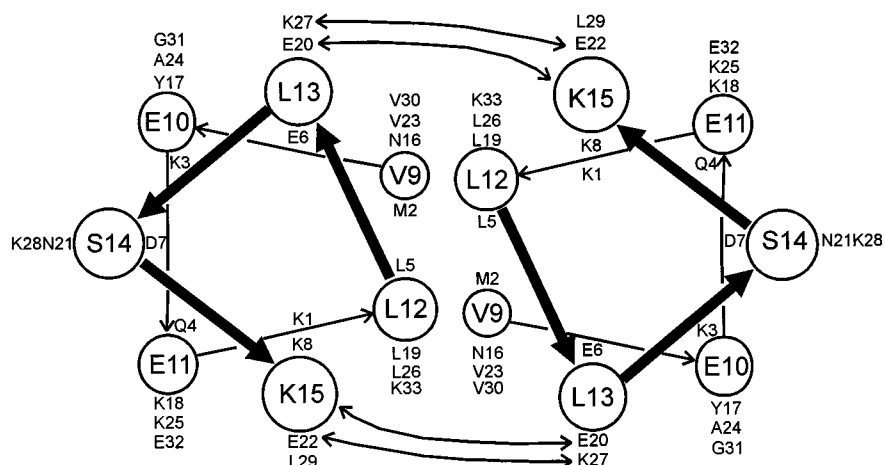 K27
E20
L29
E22
G31
A24
Y17
E32
K25
K18
L13
K15
E10
E11
V30
V23
N16
K33
L26
L19
E6
K8
K3
Q4
V9
M2
L12
K1
L5
K28N21
S14
D7
D7
S14
N21K28
L5
L12
M2
V9
K1
K8
Q4
K3
E6
E11
E10
L19
L26
K33
N16
V23
V30
K15
L13
K18
K25
E32
Y17
A24
G31
E22
L29
E20
K27